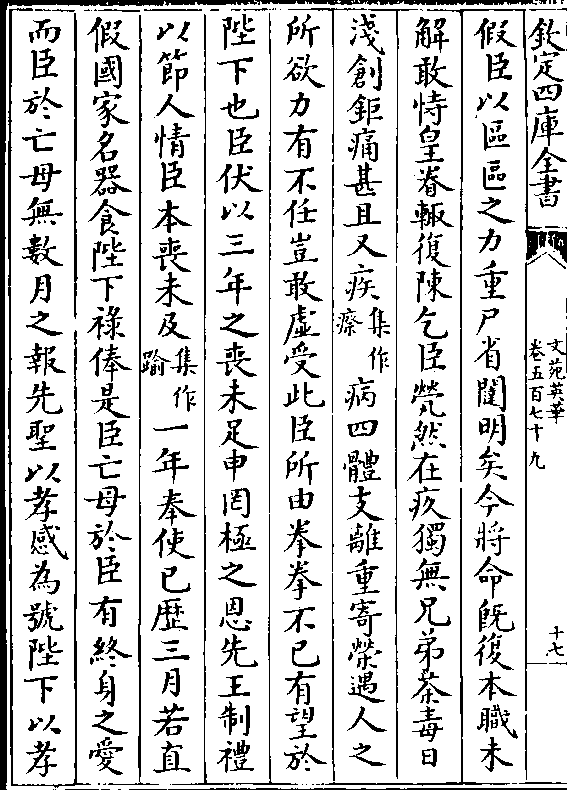 欽定四庫全書
文苑英華
卷五百七十九
十七
假臣以區區之力重尸省闥明矣今將命旣復本職未
解敢恃皇眷輙復陳乞臣煢然在疚獨無兄弟荼毒日
淺創鉅痛甚且又疾集作瘵病四體支離重寄榮遇人之
所欲力有不任豈敢虛受此臣所由拳拳不已有望於
陛下也臣伏以三年之喪未足申罔極之恩先王制禮
以節人情臣本喪未及集作踰一年奉使已歷三月若直
假國家名器食陛下祿俸是臣亡母於臣有終身之愛
而臣於亡母無數月之報先聖以孝感為號陛下以孝